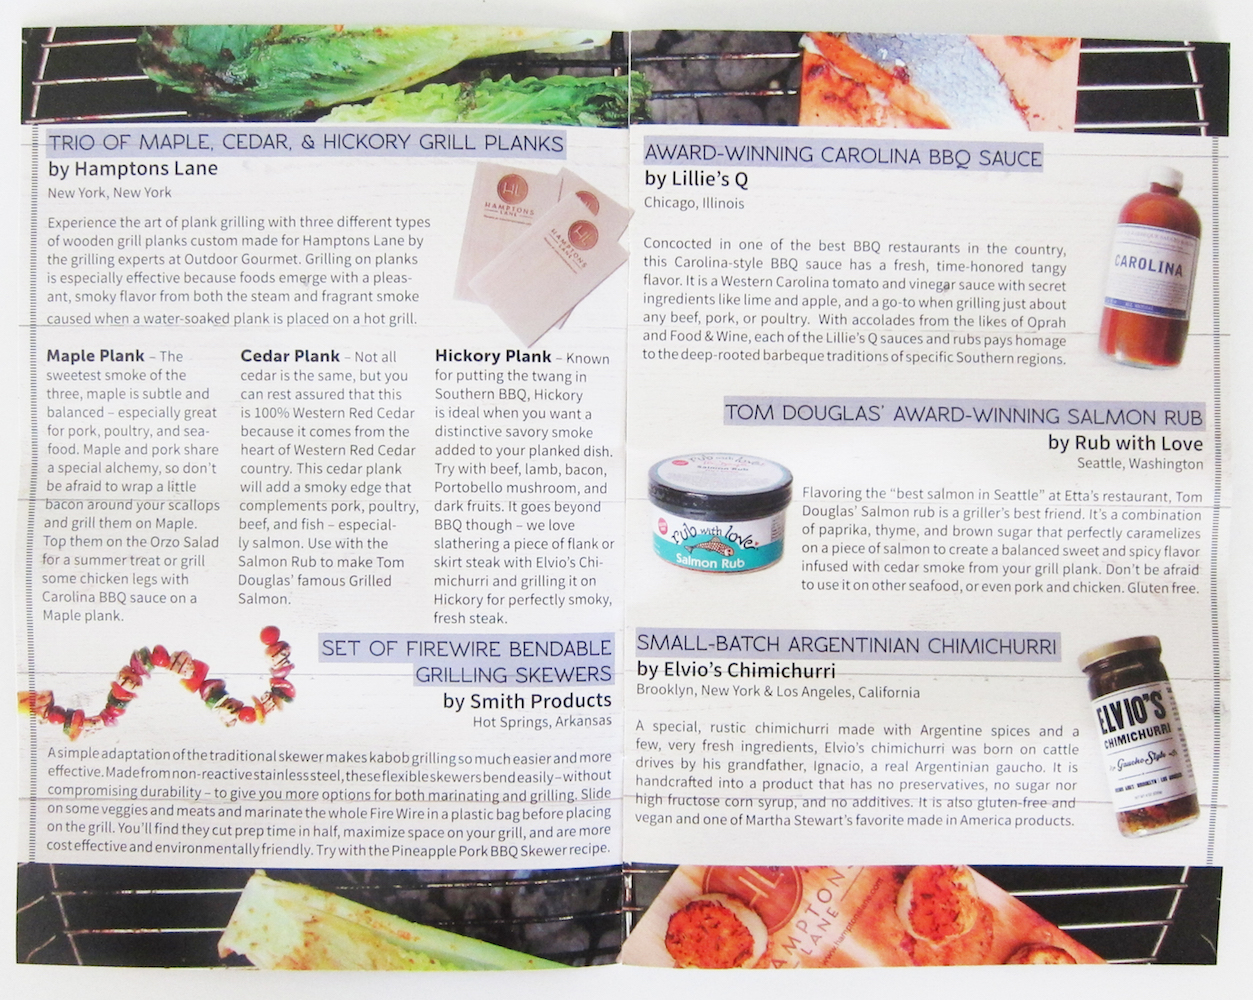 TRIO OF MAPLE, CEDAR, & HICKORY GRILL PLANKS
by Hamptons Lane
New York, New York
Experience the art of plank grilling with three different types
of wooden grill planks custom made for Hamptons Lane by
the grilling experts at Outdoor Gourmet. Grilling on planks
is especially effective because foods emerge with a pleas-
ant, smoky flavor from both the steam and fragrant smoke
caused when a water-soaked plank is placed on a hot grill.
HL
HAMPTONS
LANE
HAMPTONS
LANE
Maple Plank – The
sweetest smoke of the
three, maple is subtle and
balanced – especially great
for pork, poultry, and sea-
food. Maple and pork share
a special alchemy, so don't
be afraid to wrap a little
bacon around your scallops
and grill them on Maple.
Top them on the Orzo Salad
for a summer treat or grill
some chicken legs with
Carolina BBQ sauce on a
Maple plank.
Cedar Plank – Not all
cedar is the same, but you
can rest assured that this
is 100% Western Red Cedar
because it comes from the
heart of Western Red Cedar
country. This cedar plank
will add a smoky edge that
complements pork, poultry,
beef, and fish – especial-
ly salmon. Use with the
Salmon Rub to make Tom
Douglas' famous Grilled
Salmon.
Hickory Plank – Known
for putting the twang in
Southern BBQ, Hickory
is ideal when you want a
distinctive savory smoke
added to your planked dish.
Try with beef, lamb, bacon,
Portobello mushroom, and
dark fruits. It goes beyond
BBQ though – we love
slathering a piece of flank or
skirt steak with Elvio's Chi-
michurri and grilling it on
Hickory for perfectly smoky,
fresh steak.
SET OF FIREWIRE BENDABLE
GRILLING SKEWERS
by Smith Products
Hot Springs, Arkansas
A simple adaptation of the traditional skewer makes kabob grilling so much easier and more
effective. Made from non-reactive stainless steel, these flexible skewers bend easily – without
compromising durability – to give you more options for both marinating and grilling. Slide
on some veggies and meats and marinate the whole Fire Wire in a plastic bag before placing
on the grill. You'll find they cut prep time in half, maximize space on your grill, and are more
cost effective and environmentally friendly. Try with the Pineapple Pork BBQ Skewer recipe.
AWARD-WINNING CAROLINA BBQ SAUCE
by Lillie's Q
Chicago, Illinois
Concocted in one of the best BBQ restaurants in the country,
this Carolina-style BBQ sauce has a fresh, time-honored tangy
flavor. It is a Western Carolina tomato and vinegar sauce with secret
ingredients like lime and apple, and a go-to when grilling just about
any beef, pork, or poultry. With accolades from the likes of Oprah
and Food & Wine, each of the Lillie's Q sauces and rubs pays homage
to the deep-rooted barbeque traditions of specific Southern regions.
CAROLINA
TOM DOUGLAS' AWARD-WINNING SALMON RUB
by Rub with Love
Seattle, Washington
rub with love
Salmon Rub
rub with love
Salmon Rub
Flavoring the "best salmon in Seattle" at Etta's restaurant, Tom
Douglas' Salmon rub is a griller's best friend. It's a combination
of paprika, thyme, and brown sugar that perfectly caramelizes
on a piece of salmon to create a balanced sweet and spicy flavor
infused with cedar smoke from your grill plank. Don't be afraid
to use it on other seafood, or even pork and chicken. Gluten free.
SMALL-BATCH ARGENTINIAN CHIMICHURRI
by Elvio's Chimichurri
Brooklyn, New York & Los Angeles, California
A special, rustic chimichurri made with Argentine spices and a
few, very fresh ingredients, Elvio's chimichurri was born on cattle
drives by his grandfather, Ignacio, a real Argentinian gaucho. It is
handcrafted into a product that has no preservatives, no sugar nor
high fructose corn syrup, and no additives. It is also gluten-free and
vegan and one of Martha Stewart's favorite made in America products.
ELVIO'S
CHIMICHURRI
Gaucho-Style
HL
HAMPTONS
LANE